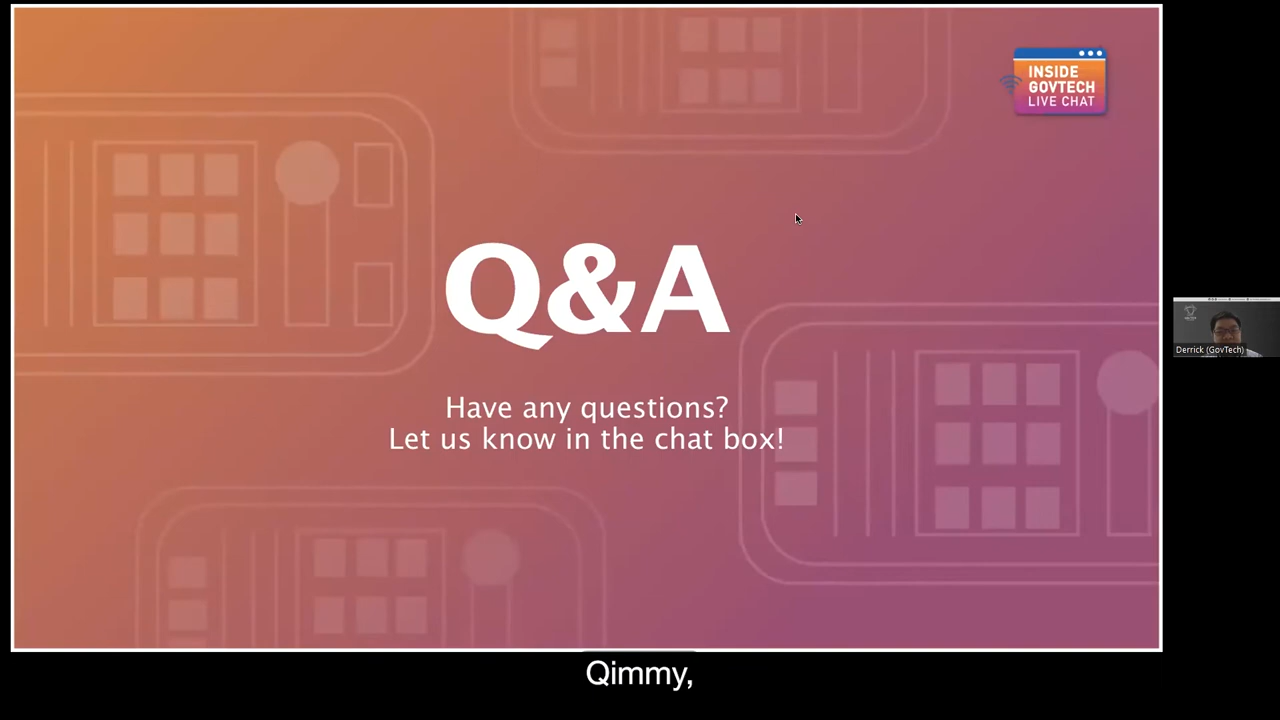 INSIDE
GOVTECH
LIVE CHAT
Q&A
Have any questions?
Let us know in the chat box!
Derrick (GovTech)
Qimmy,